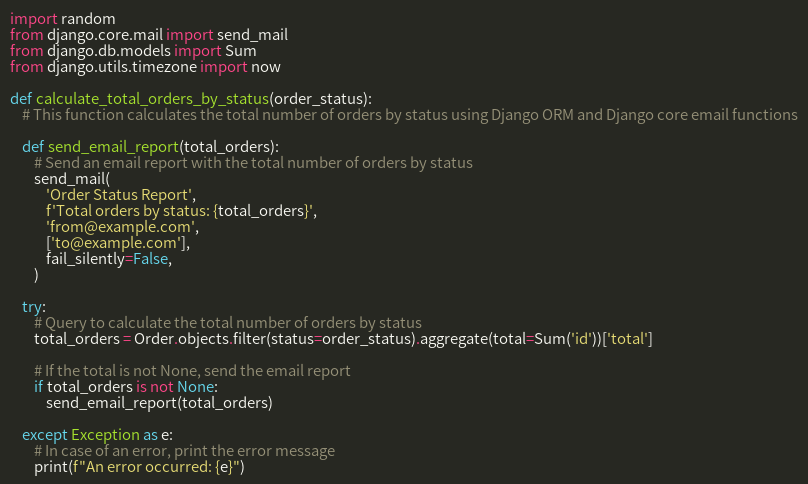 import random
from django.core.mail import send_mail
from django.db.models import Sum
from django.utils.timezone import now

def calculate_total_orders_by_status(order_status):
    # This function calculates the total number of orders by status using Django ORM and Django core email functions

    def send_email_report(total_orders):
        # Send an email report with the total number of orders by status
        send_mail(
            'Order Status Report',
            f'Total orders by status: {total_orders}',
            'from@example.com',
            ['to@example.com'],
            fail_silently=False,
        )

    try:
        # Query to calculate the total number of orders by status
        total_orders = Order.objects.filter(status=order_status).aggregate(total=Sum('id'))['total']

        # If the total is not None, send the email report
        if total_orders is not None:
            send_email_report(total_orders)

    except Exception as e:
        # In case of an error, print the error message
        print(f"An error occurred: {e}")